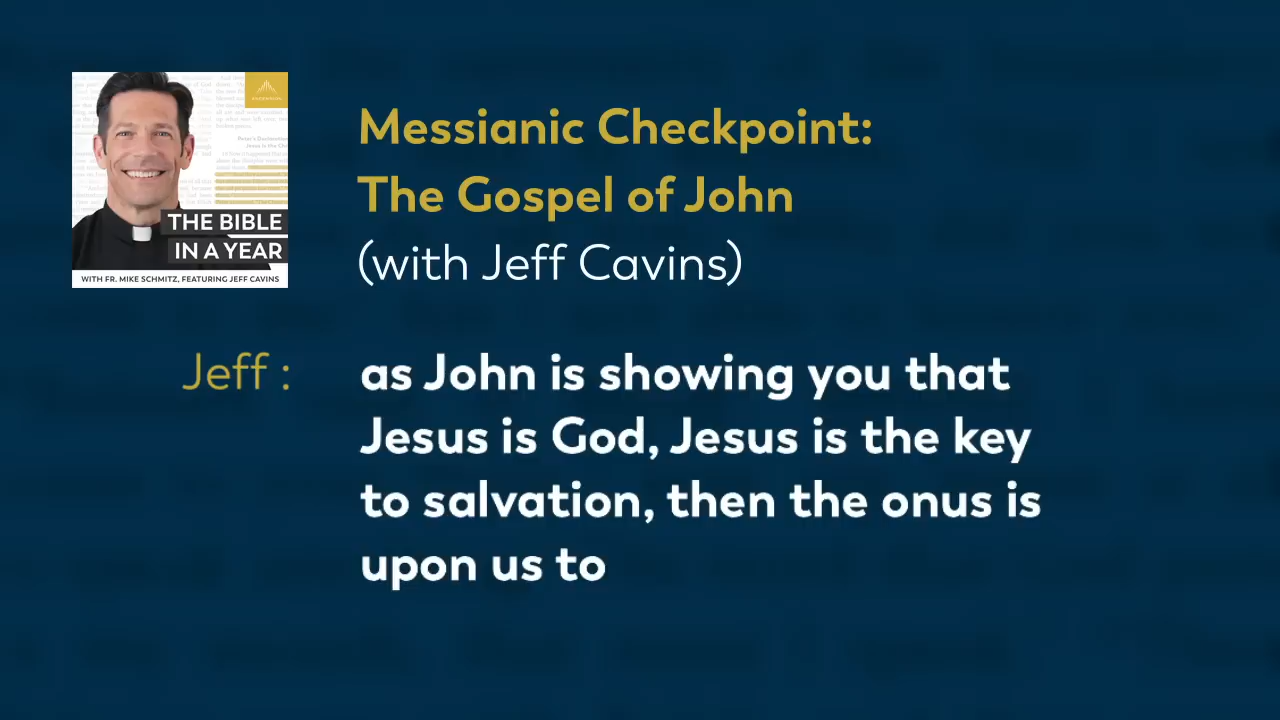 THE BIBLE
IN A YEAR
WITH FR. MIKE SCHMITZ, FEATURING JEFF CAVINS
Messianic Checkpoint:
The Gospel of John
(with Jeff Cavins)
Jeff :
as John is showing you that
Jesus is God, Jesus is the key
to salvation, then the onus is
upon us to